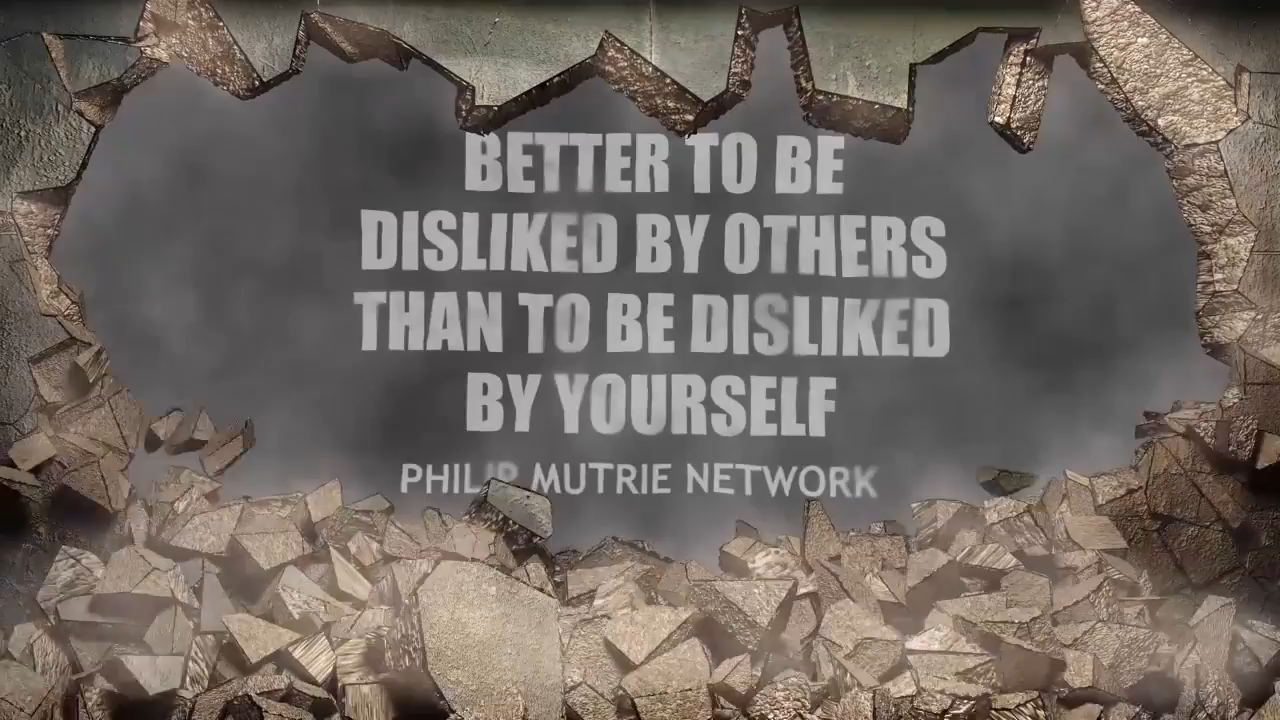 BETTER TO BE
DISLIKED BY OTHERS
THAN TO BE DISLIKED
BY YOURSELF
PHILIP MUTRIE NETWORK